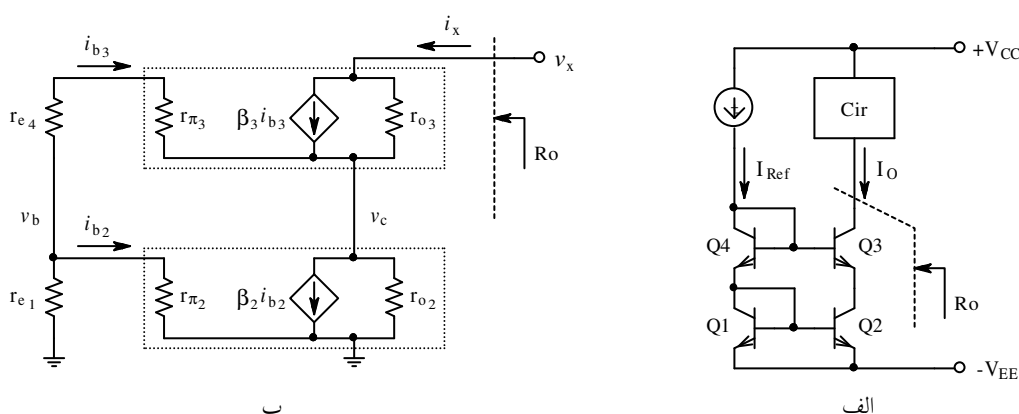 i_b3
i_x
v_x
r_e4
r_π3
β_3 i_b3
r_o3
Ro
v_b
v_c
i_b2
r_e1
r_π2
β_2 i_b2
r_o2
ب
+V_CC
Cir
I_Ref
I_O
Q4
Q3
Ro
Q1
Q2
-V_EE
الف